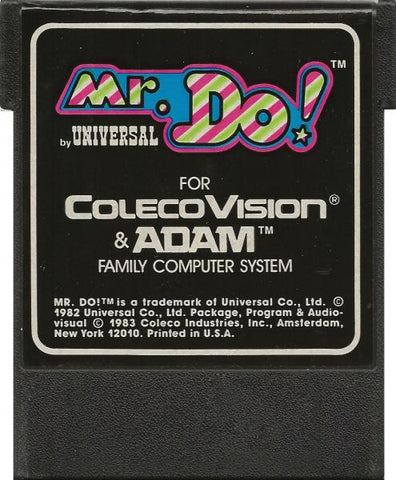 Mr. Do!™
by UNIVERSAL
FOR
COLECOVISION®
& ADAM™
FAMILY COMPUTER SYSTEM
MR. DO!™ is a trademark of Universal Co., Ltd. ©
1982 Universal Co., Ltd. Package, Program & Audio-
visual © 1983 Coleco Industries, Inc., Amsterdam,
New York 12010. Printed in U.S.A.